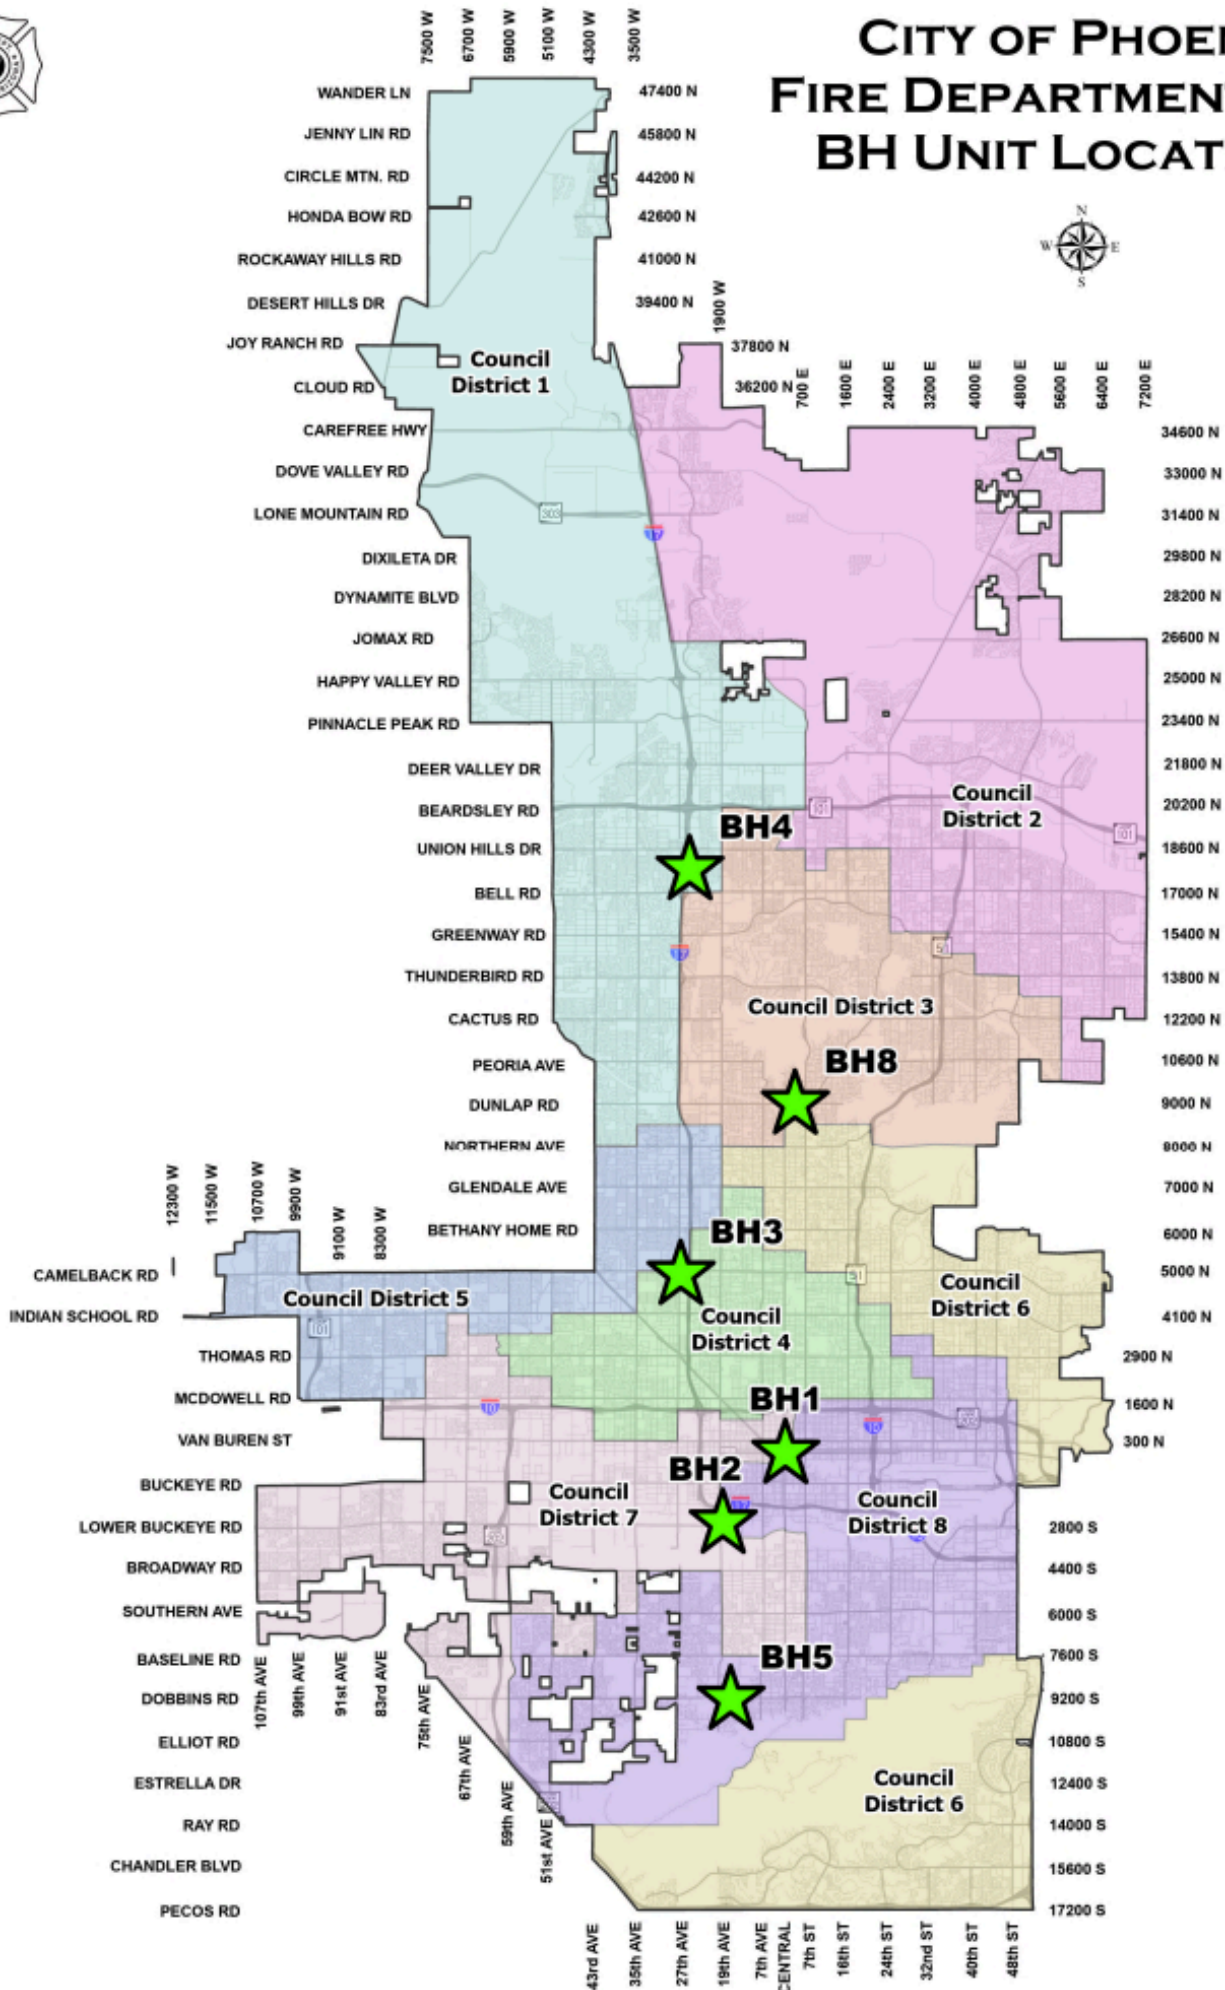 CITY OF PHOE
FIRE DEPARTMENT
BH UNIT LOCAT
N
W E
S
7500 W
6700 W
5900 W
5100 W
4300 W
3500 W
WANDER LN
47400 N
JENNY LIN RD
45800 N
CIRCLE MTN. RD
44200 N
HONDA BOW RD
42600 N
ROCKAWAY HILLS RD
41000 N
DESERT HILLS DR
39400 N
1900 W
JOY RANCH RD
37800 N
Council
District 1
CLOUD RD
36200 N
700 E
1600 E
2400 E
3200 E
4000 E
4800 E
5600 E
6400 E
7200 E
CAREFREE HWY
34600 N
DOVE VALLEY RD
33000 N
LONE MOUNTAIN RD
303
31400 N
DIXILETA DR
29800 N
DYNAMITE BLVD
28200 N
JOMAX RD
26600 N
HAPPY VALLEY RD
25000 N
PINNACLE PEAK RD
23400 N
DEER VALLEY DR
21800 N
Council
District 2
BEARDSLEY RD
101
20200 N
101
BH4
UNION HILLS DR
18600 N
BELL RD
17000 N
GREENWAY RD
15400 N
51
THUNDERBIRD RD
13800 N
Council District 3
CACTUS RD
12200 N
PEORIA AVE
BH8
10600 N
DUNLAP RD
9000 N
NORTHERN AVE
8000 N
12300 W
11500 W
10700 W
9900 W
9100 W
8300 W
GLENDALE AVE
7000 N
BETHANY HOME RD
BH3
6000 N
CAMELBACK RD
51
5000 N
Council District 5
Council
District 6
INDIAN SCHOOL RD
101
Council
District 4
4100 N
THOMAS RD
2900 N
MCDOWELL RD
BH1
1600 N
10
10
202
VAN BUREN ST
300 N
BH2
BUCKEYE RD
Council
District 7
Council
District 8
LOWER BUCKEYE RD
202
2800 S
BROADWAY RD
4400 S
SOUTHERN AVE
6000 S
BASELINE RD
BH5
7600 S
DOBBINS RD
9200 S
107th AVE
99th AVE
91st AVE
83rd AVE
75th AVE
67th AVE
59th AVE
51st AVE
ELLIOT RD
10800 S
ESTRELLA DR
Council
District 6
12400 S
RAY RD
14000 S
CHANDLER BLVD
15600 S
PECOS RD
17200 S
43rd AVE
35th AVE
27th AVE
19th AVE
7th AVE
CENTRAL
7th ST
16th ST
24th ST
32nd ST
40th ST
48th ST